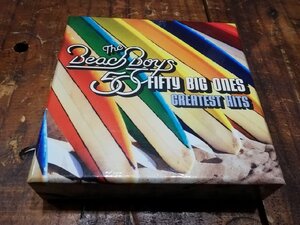 The
Beach Boys
50 FIFTY BIG ONES
GREATEST HITS